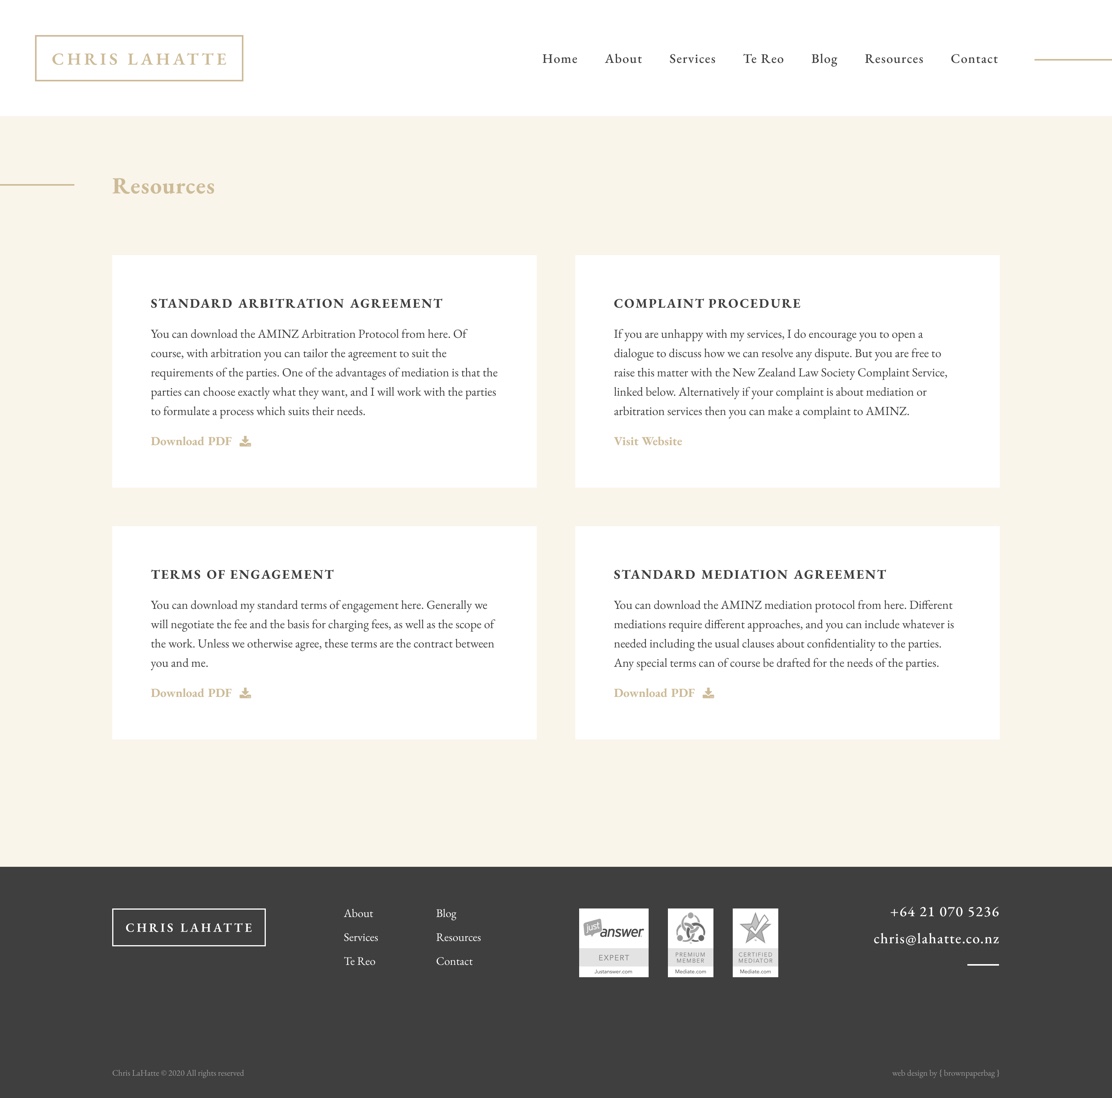 CHRIS LAHATTE
Home About Services Te Reo Blog Resources Contact
Resources
STANDARD ARBITRATION AGREEMENT
You can download the AMINZ Arbitration Protocol from here. Of
course, with arbitration you can tailor the agreement to suit the
requirements of the parties. One of the advantages of mediation is that the
parties can choose exactly what they want, and I will work with the parties
to formulate a process which suits their needs.
Download PDF
COMPLAINT PROCEDURE
If you are unhappy with my services, I do encourage you to open a
dialogue to discuss how we can resolve any dispute. But you are free to
raise this matter with the New Zealand Law Society Complaint Service,
linked below. Alternatively if your complaint is about mediation or
arbitration services then you can make a complaint to AMINZ.
Visit Website
TERMS OF ENGAGEMENT
You can download my standard terms of engagement here. Generally we
will negotiate the fee and the basis for charging fees, as well as the scope of
the work. Unless we otherwise agree, these terms are the contract between
you and me.
Download PDF
STANDARD MEDIATION AGREEMENT
You can download the AMINZ mediation protocol from here. Different
mediations require different approaches, and you can include whatever is
needed including the usual clauses about confidentiality to the parties.
Any special terms can of course be drafted for the needs of the parties.
Download PDF
CHRIS LAHATTE
About
Services
Te Reo
Blog
Resources
Contact
just answer
EXPERT
Justanswer.com
PREMIUM
MEMBER
Mediate.com
CERTIFIED
MEDIATOR
Mediate.com
+64 21 070 5236
chris@lahatte.co.nz
Chris LaHatte © 2020 All rights reserved
web design by { brownpaperbag }